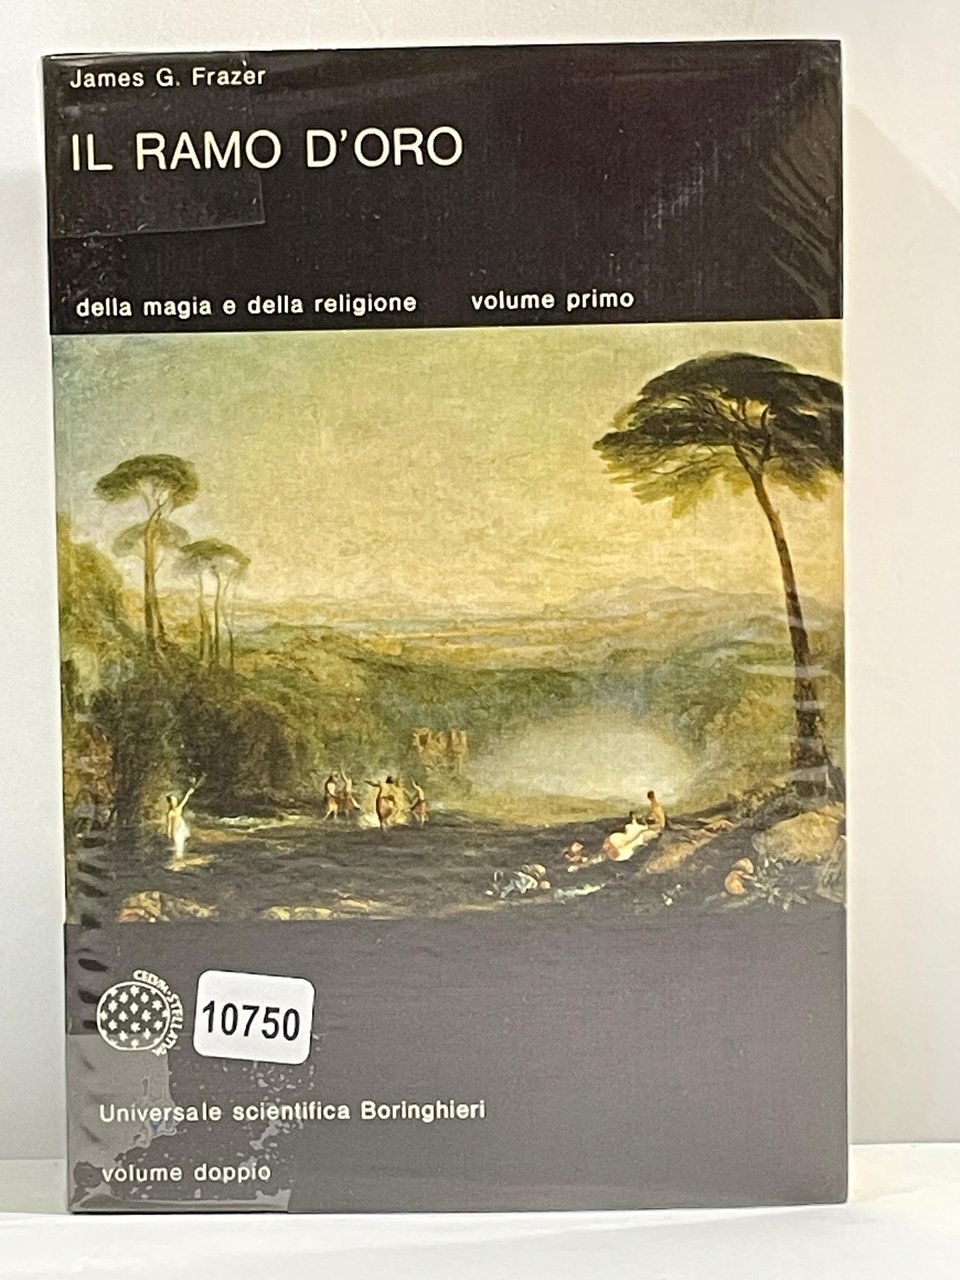 James G. Frazer
IL RAMO D'ORO
della magia e della religione volume primo
10750
Universale scientifica Boringhieri
volume doppio